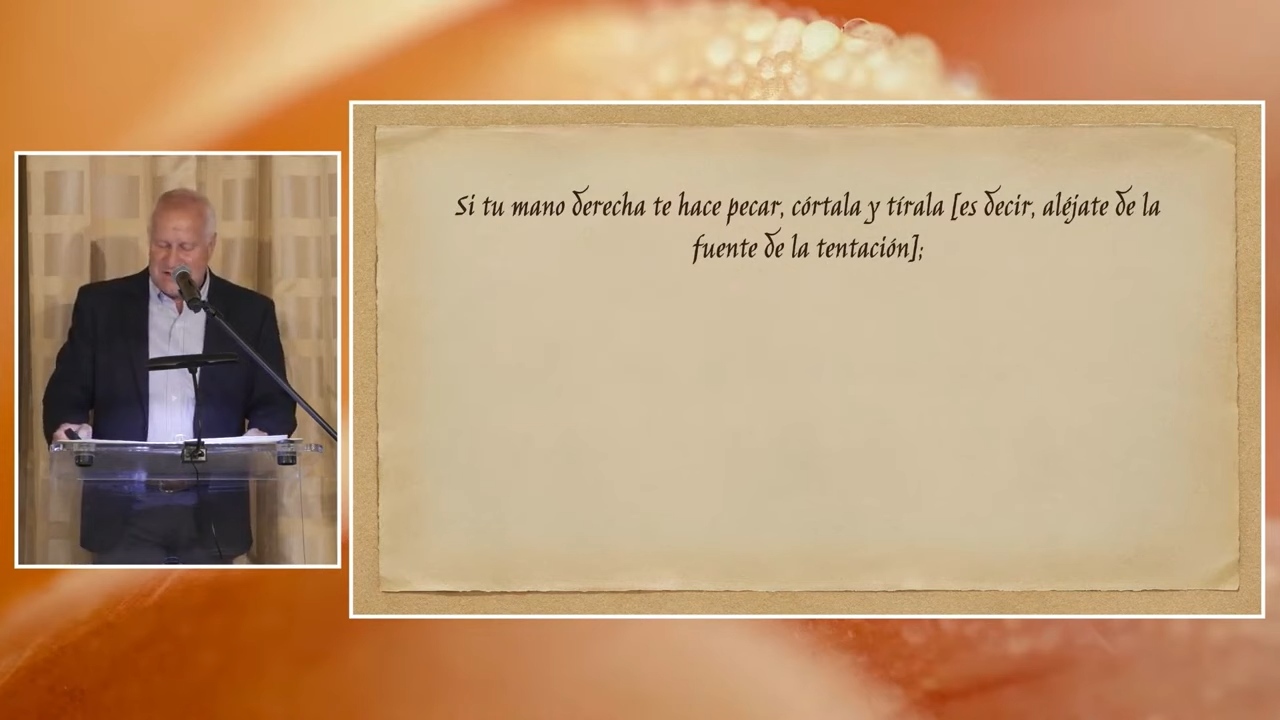 Si tu mano derecha te hace pecar, córtala y tírala [es decir, aléjate de la
fuente de la tentación];